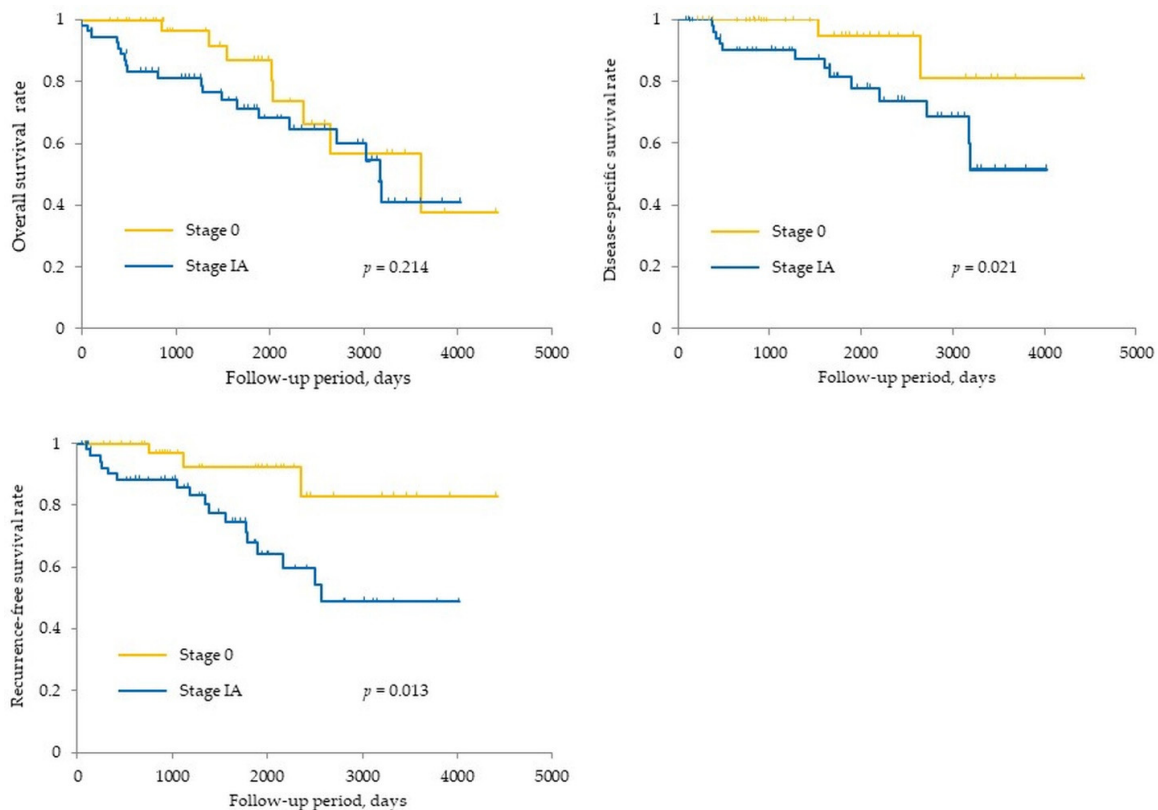 Overall survival rate
1
0.8
0.6
0.4
0.2
1
Stage 0
Stage IA
p = 0.214
0 1000 2000 3000 4000 5000
Follow-up period, days
Disease-specific survival rate
1
0.8
0.6
0.4
0.2
1
Stage 0
Stage IA
p = 0.021
0 1000 2000 3000 4000 5000
Follow-up period, days
Recurrence-free survival rate
1
0.8
0.6
0.4
0.2
1
Stage 0
Stage IA
p = 0.013
0 1000 2000 3000 4000 5000
Follow-up period, days